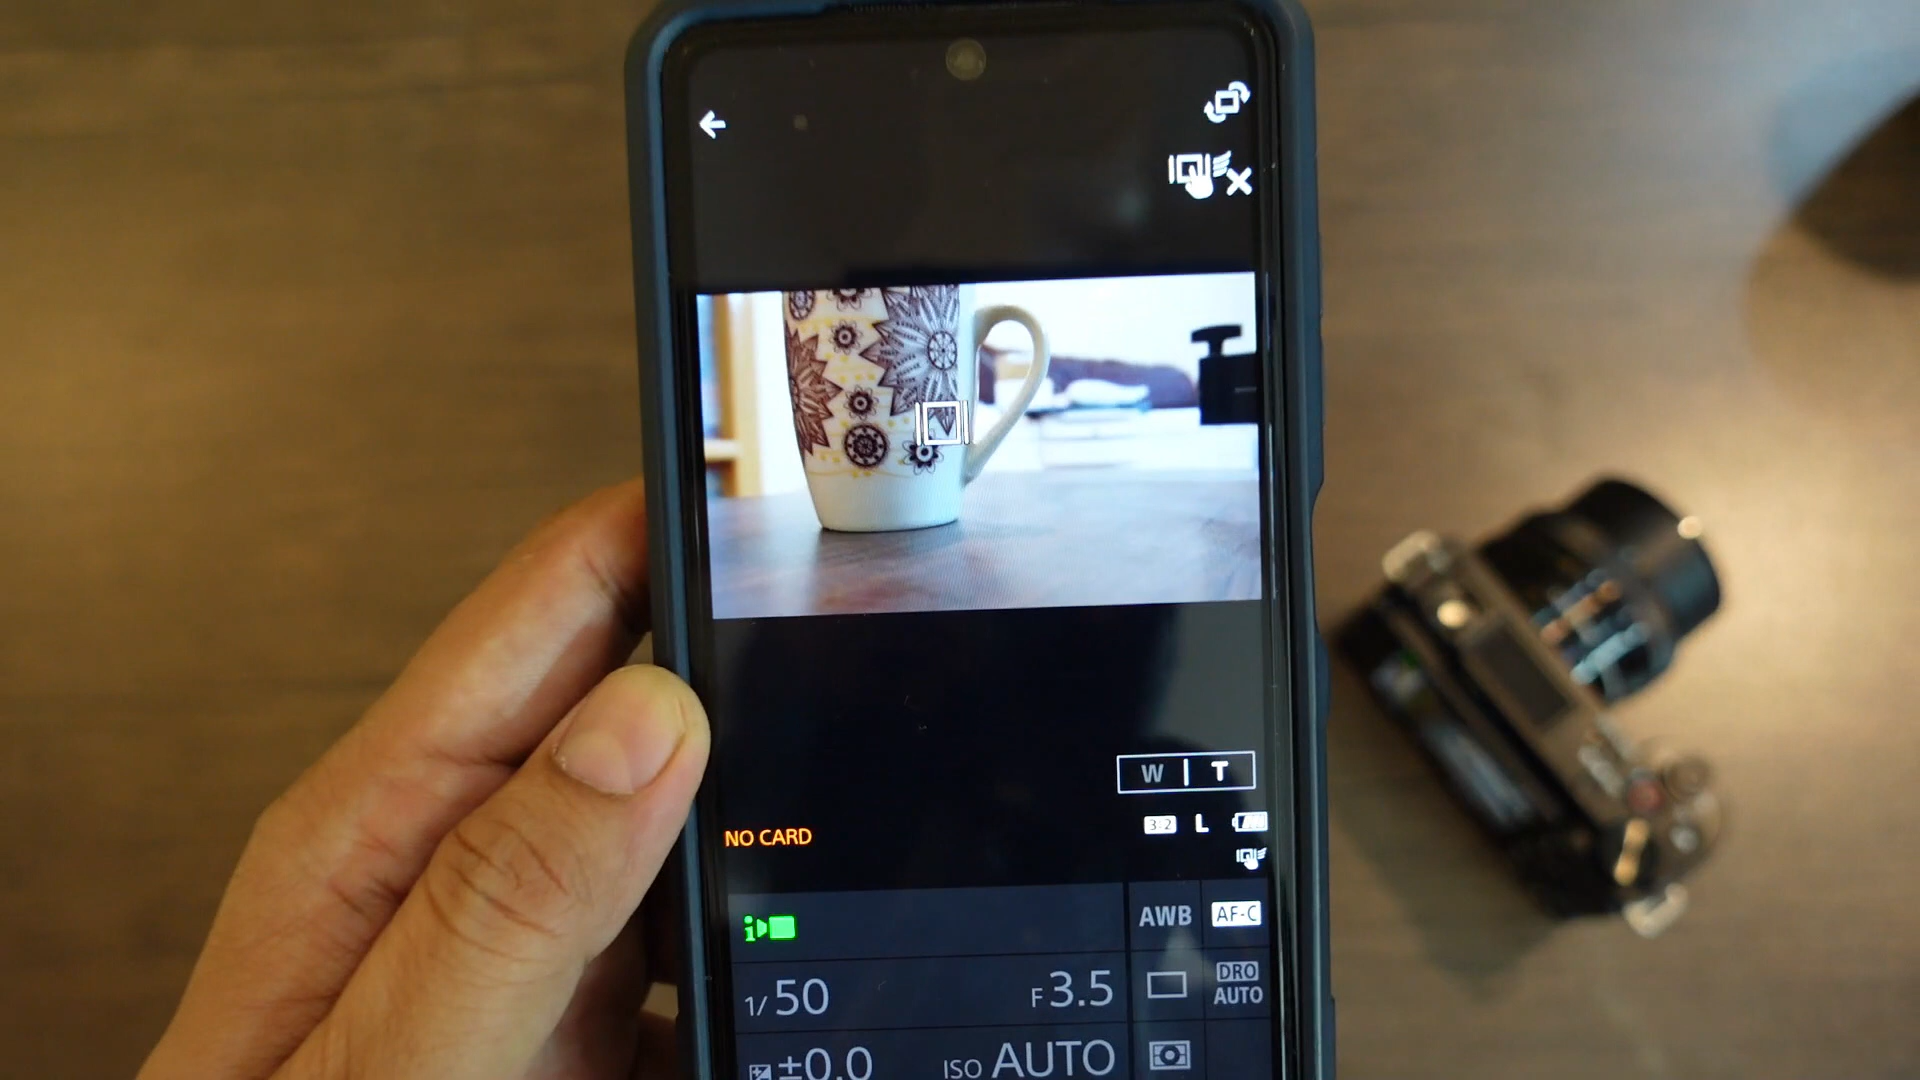 W | T
NO CARD
3:2 L
AWB AF-C
1/50 F3.5
DRO
AUTO
±0.0 ISO AUTO